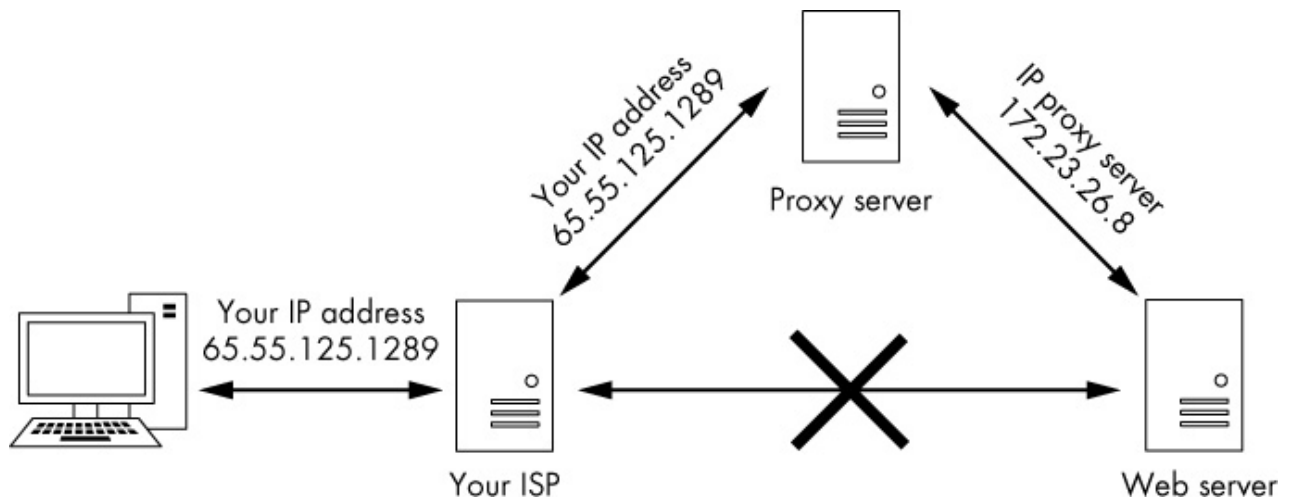 Your IP address
65.55.125.1289
Your IP address
65.55.125.1289
IP proxy server
172.23.26.8
Proxy server
Your ISP
Web server